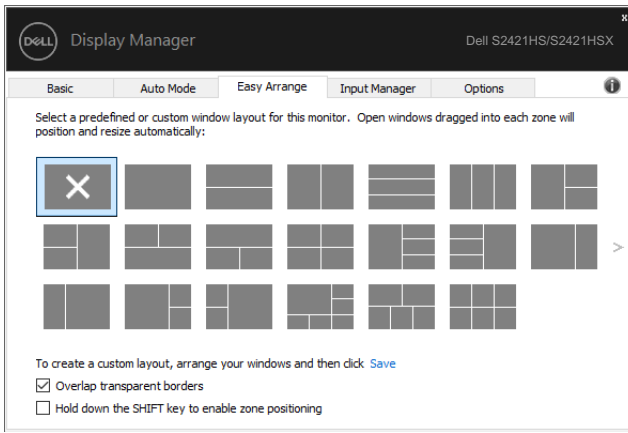 x
DELL Display Manager Dell S2421HS/S2421HSX
Basic Auto Mode Easy Arrange Input Manager Options i
Select a predefined or custom window layout for this monitor. Open windows dragged into each zone will
position and resize automatically:
>
To create a custom layout, arrange your windows and then click Save
Overlap transparent borders
Hold down the SHIFT key to enable zone positioning